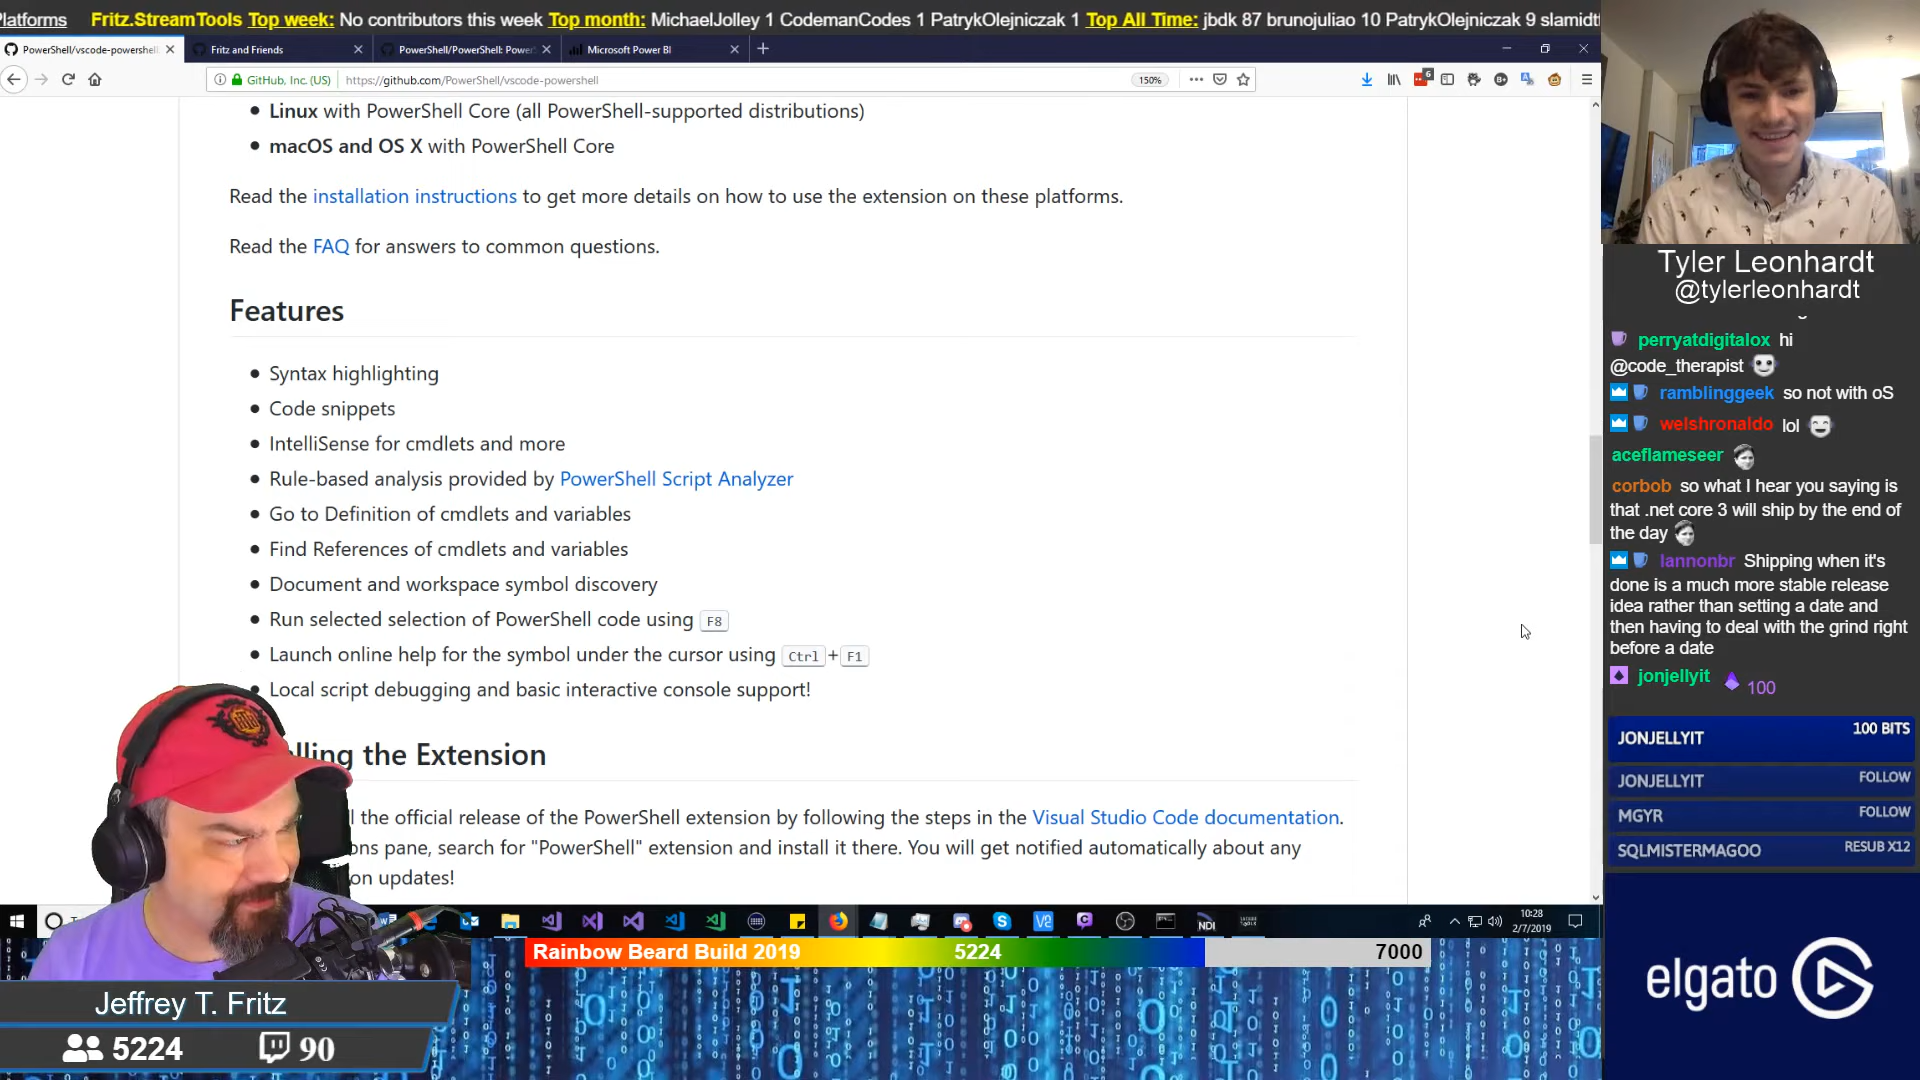 Platforms Fritz.StreamTools Top week: No contributors this week Top month: MichaelJolley 1 CodemanCodes 1 PatrykOlejniczak 1 Top All Time: jbdk 87 brunojuliao 10 PatrykOlejniczak 9
PowerShell/vscode-powershell: Fritz and Friends PowerShell/PowerShell: Power Microsoft Power BI
GitHub, Inc. (US) https://github.com/PowerShell/vscode-powershell 150%
Linux with PowerShell Core (all PowerShell-supported distributions)
macOS and OS X with PowerShell Core
Read the installation instructions to get more details on how to use the extension on these platforms.
Read the FAQ for answers to common questions.
Features
Syntax highlighting
Code snippets
IntelliSense for cmdlets and more
Rule-based analysis provided by PowerShell Script Analyzer
Go to Definition of cmdlets and variables
Find References of cmdlets and variables
Document and workspace symbol discovery
Run selected selection of PowerShell code using F8
Launch online help for the symbol under the cursor using Ctrl + F1
Local script debugging and basic interactive console support!
lling the Extension
the official release of the PowerShell extension by following the steps in the Visual Studio Code documentation.
ons pane, search for "PowerShell" extension and install it there. You will get notified automatically about any
on updates!
10:28
2/7/2019
Rainbow Beard Build 2019 5224 7000
Jeffrey T. Fritz
5224 90
Tyler Leonhardt
@tylerleonhardt
perryatdigitalox hi
@code_therapist
ramblinggeek so not with oS
welshronaldo lol
aceflameseer
corbob so what I hear you saying is
that .net core 3 will ship by the end of
the day
lannonbr Shipping when it's
done is a much more stable release
idea rather than setting a date and
then having to deal with the grind right
before a date
jonjellyit 100
JONJELLYIT 100 BITS
JONJELLYIT FOLLOW
MGYR FOLLOW
SQLMISTERMAGOO RESUB X12
elgato